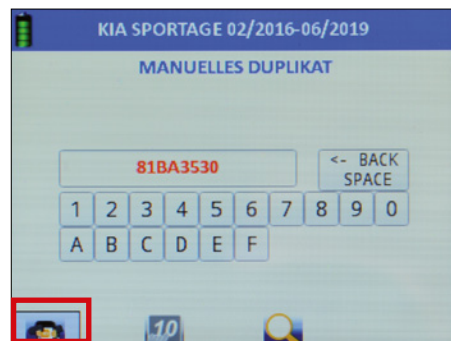 KIA SPORTAGE 02/2016-06/2019
MANUELLES DUPLIKAT
81BA3530
<- BACK
SPACE
1 2 3 4 5 6 7 8 9 0
A B C D E F
10